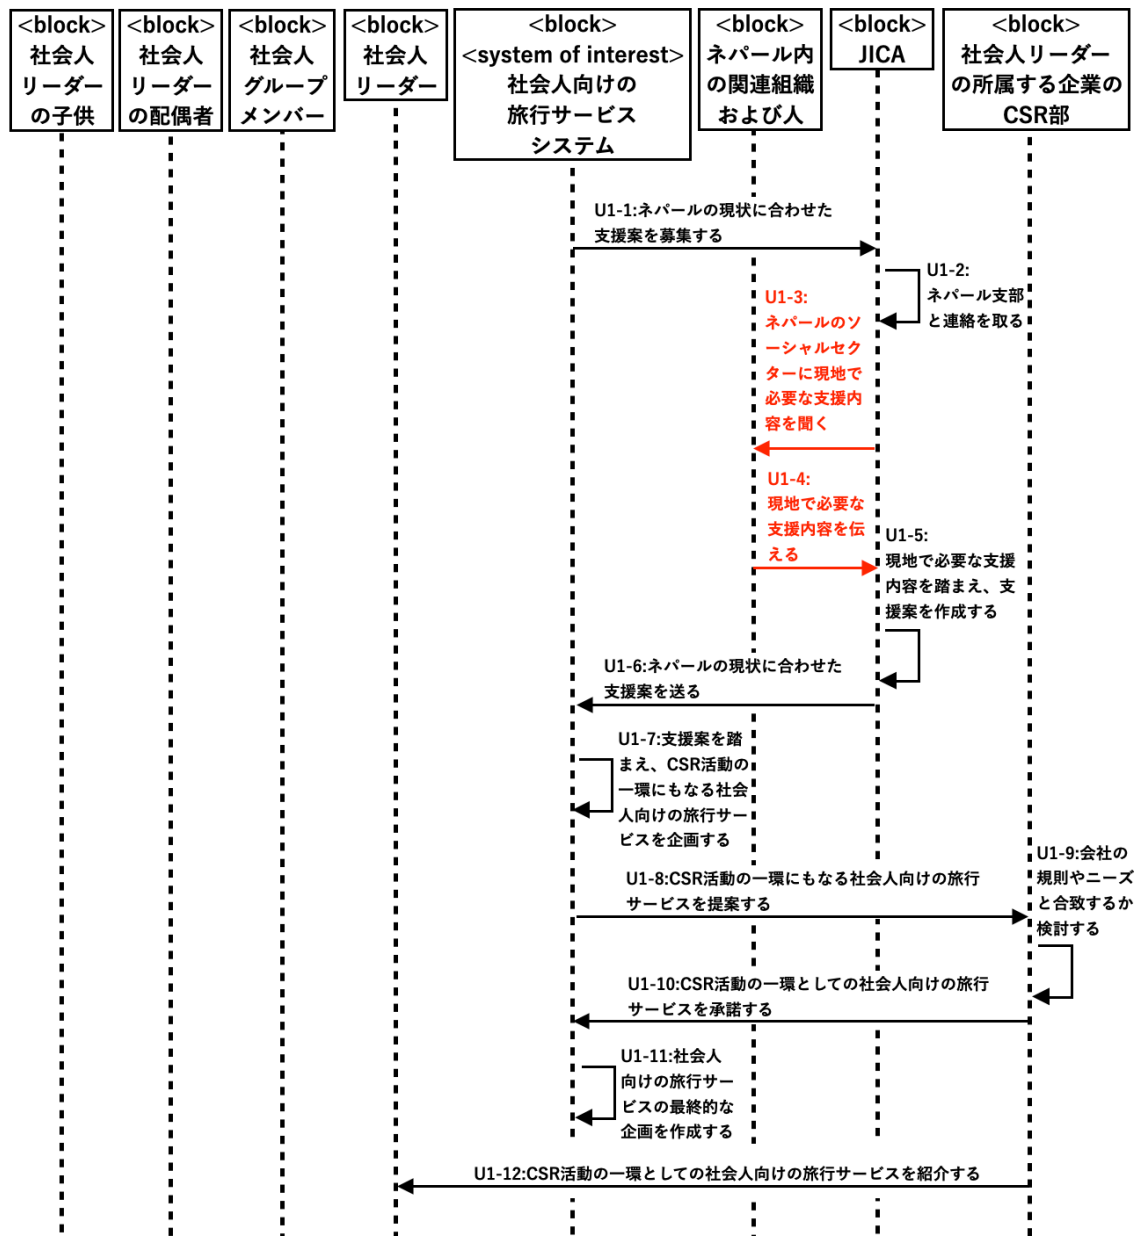 <block>
社会人
リーダー
の子供
<block>
社会人
リーダー
の配偶者
<block>
社会人
グループ
メンバー
<block>
社会人
リーダー
<block>
<system of interest>
社会人向けの
旅行サービス
システム
<block>
ネパール内
の関連組織
および人
<block>
JICA
<block>
社会人リーダー
の所属する企業の
CSR部
U1-1:ネパールの現状に合わせた
支援案を募集する
U1-2:
ネパール支部
と連絡を取る
U1-3:
ネパールのソ
ーシャルセク
ターに現地で
必要な支援内
容を聞く
U1-4:
現地で必要な
支援内容を伝
える
U1-5:
現地で必要な支援
内容を踏まえ、支
援案を作成する
U1-6:ネパールの現状に合わせた
支援案を送る
U1-7:支援案を踏
まえ、CSR活動の
一環にもなる社会
人向けの旅行サー
ビスを企画する
U1-8:CSR活動の一環にもなる社会人向けの旅行
サービスを提案する
U1-9:会社の
規則やニーズ
と合致するか
検討する
U1-10:CSR活動の一環としての社会人向けの旅行
サービスを承諾する
U1-11:社会人
向けの旅行サー
ビスの最終的な
企画を作成する
U1-12:CSR活動の一環としての社会人向けの旅行サービスを紹介する